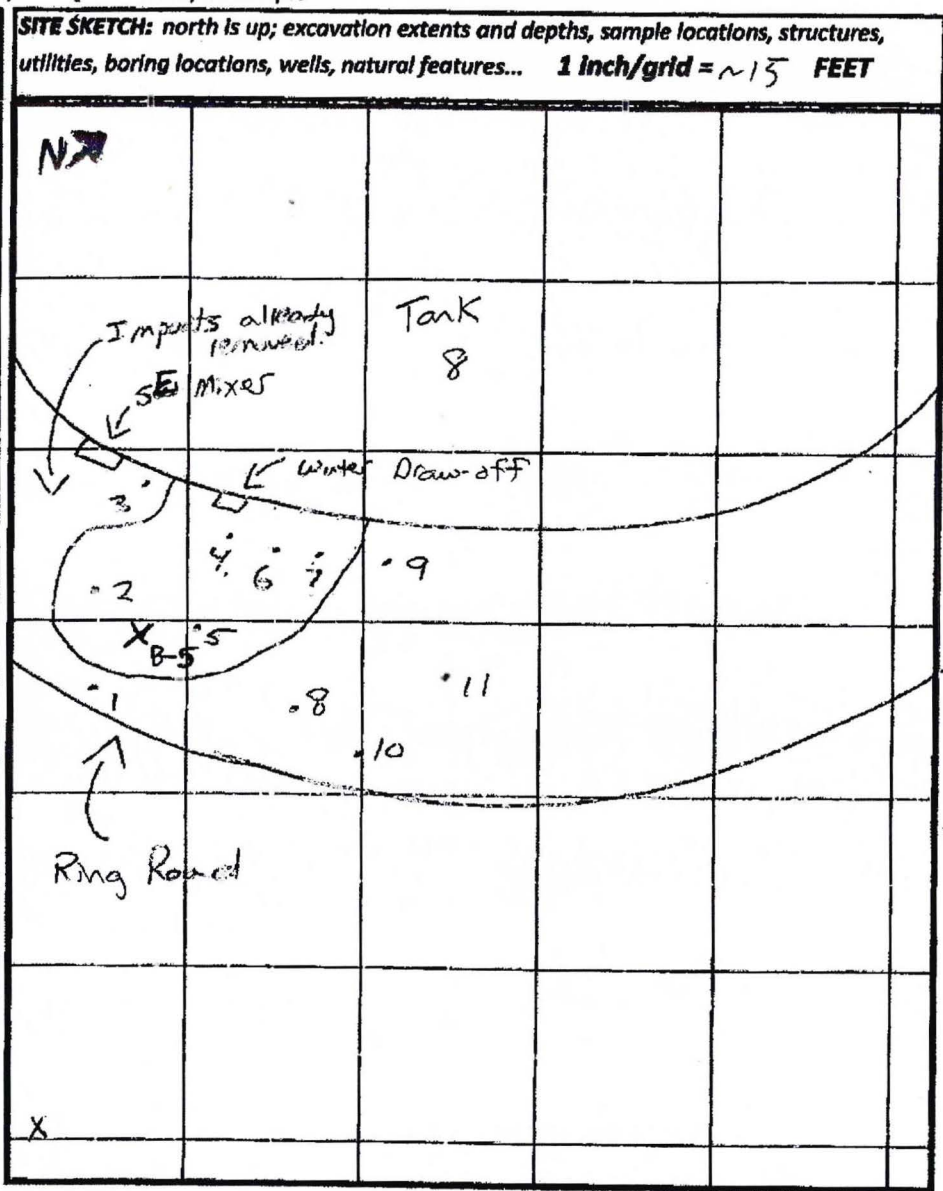 SITE SKETCH: north is up; excavation extents and depths, sample locations, structures,
utilities, boring locations, wells, natural features... 1 inch/grid = ~15 FEET
N
Impacts already
removed.
Tank
8
SE Mixer
Winter Draw-off
3
4
6
7
9
2
X
B-5
5
1
8
11
10
Ring Road
X